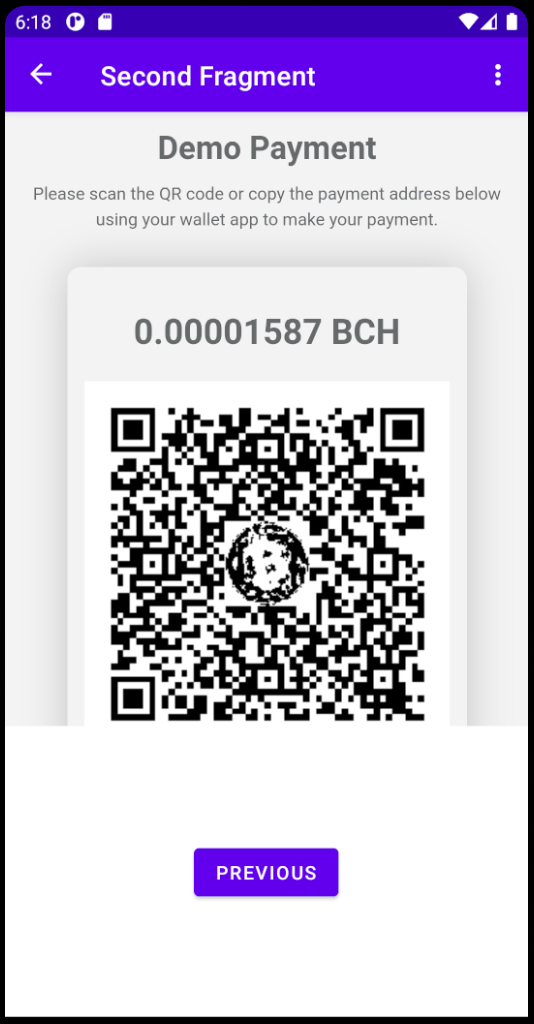 6:18
Second Fragment
Demo Payment
Please scan the QR code or copy the payment address below
using your wallet app to make your payment.
0.00001587 BCH
PREVIOUS